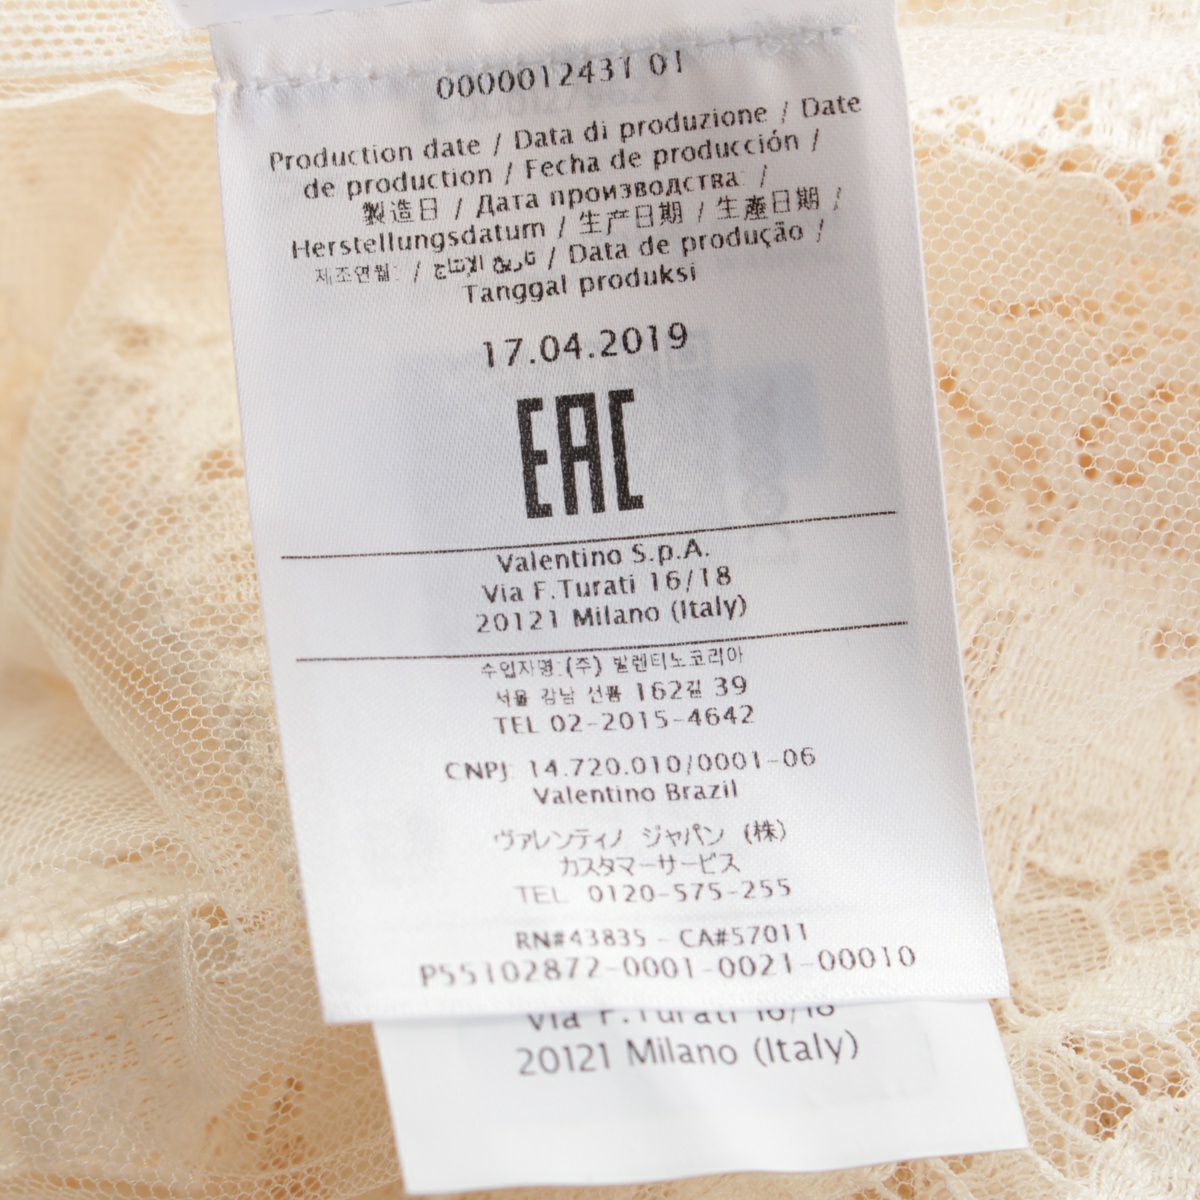 0000012431 01
Production date / Data di produzione / Date
de production / Fecha de producción /
製造日 / Дата производства: /
Herstellungsdatum / 生产日期 / 生產日期 /
제조연월: / تاريخ الإنتاج / Data de produção /
Tanggal produksi
17.04.2019
EAC
Valentino S.p.A.
Via F.Turati 16/18
20121 Milano (Italy)
수입자명:(주) 발렌티노코리아
서울 강남 선릉 162길 39
TEL 02-2015-4642
CNPJ 14.720.010/0001-06
Valentino Brazil
ヴァレンティノ ジャパン (株)
カスタマーサービス
TEL 0120-575-255
RN#43835 - CA#57011
P55102872-0001-0021-00010
Via F.Turati 16/18
20121 Milano (Italy)